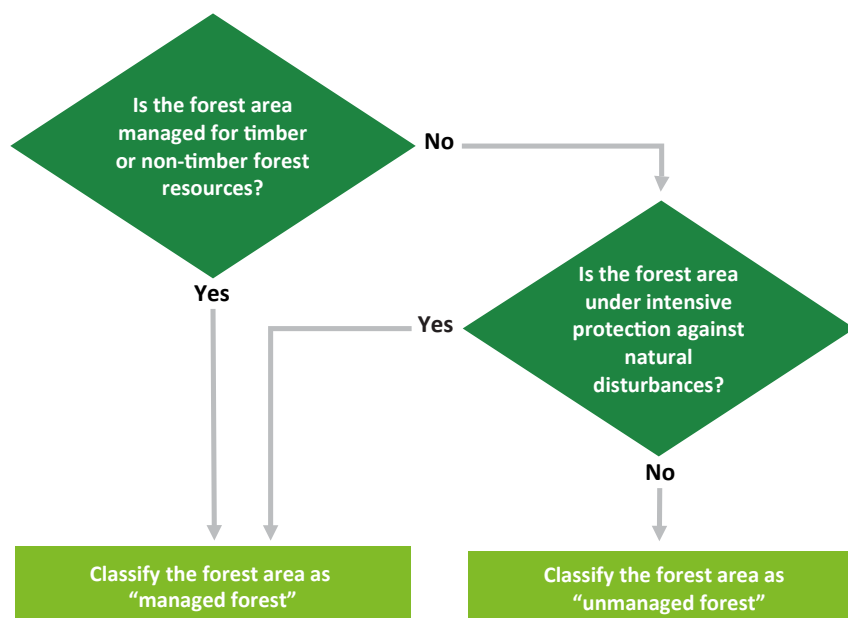 Is the forest area
managed for timber
or non-timber forest
resources?
No
Yes
Is the forest area
under intensive
protection against
natural
disturbances?
Yes
No
Classify the forest area as
“managed forest”
Classify the forest area as
“unmanaged forest”